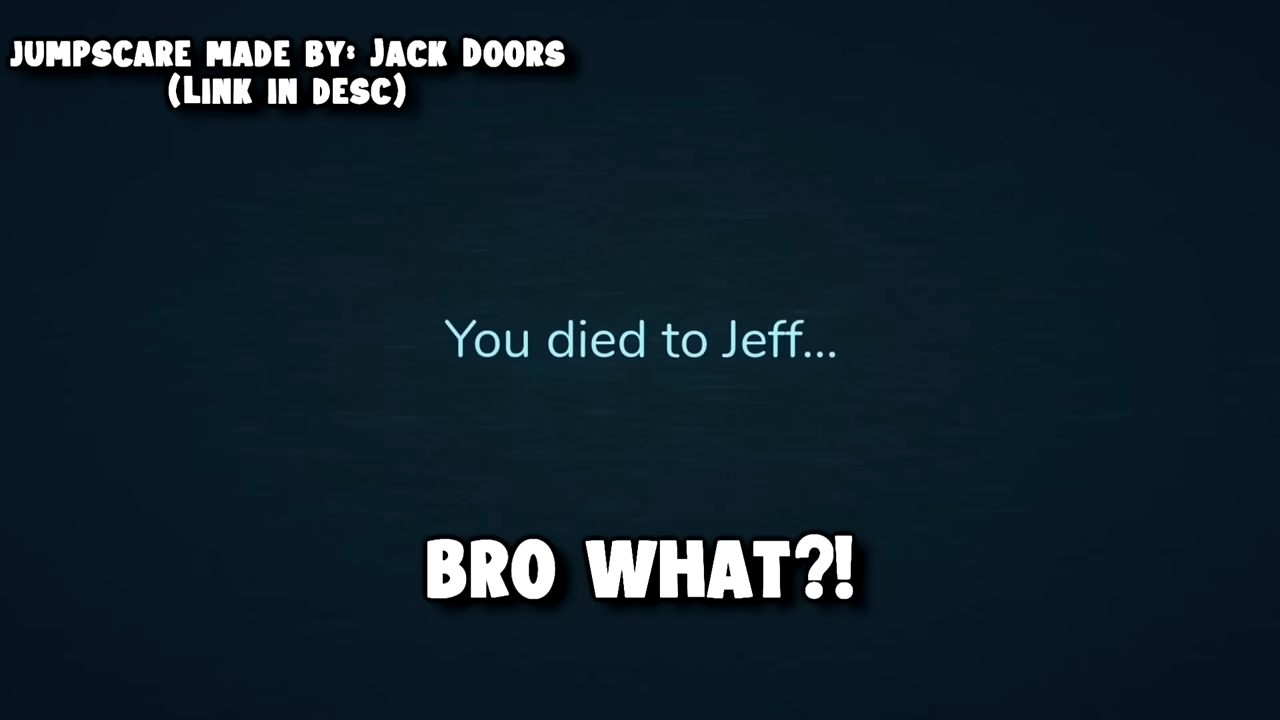 JUMPSCARE MADE BY: JACK DOORS
(LINK IN DESC)
You died to Jeff...
BRO WHAT?!